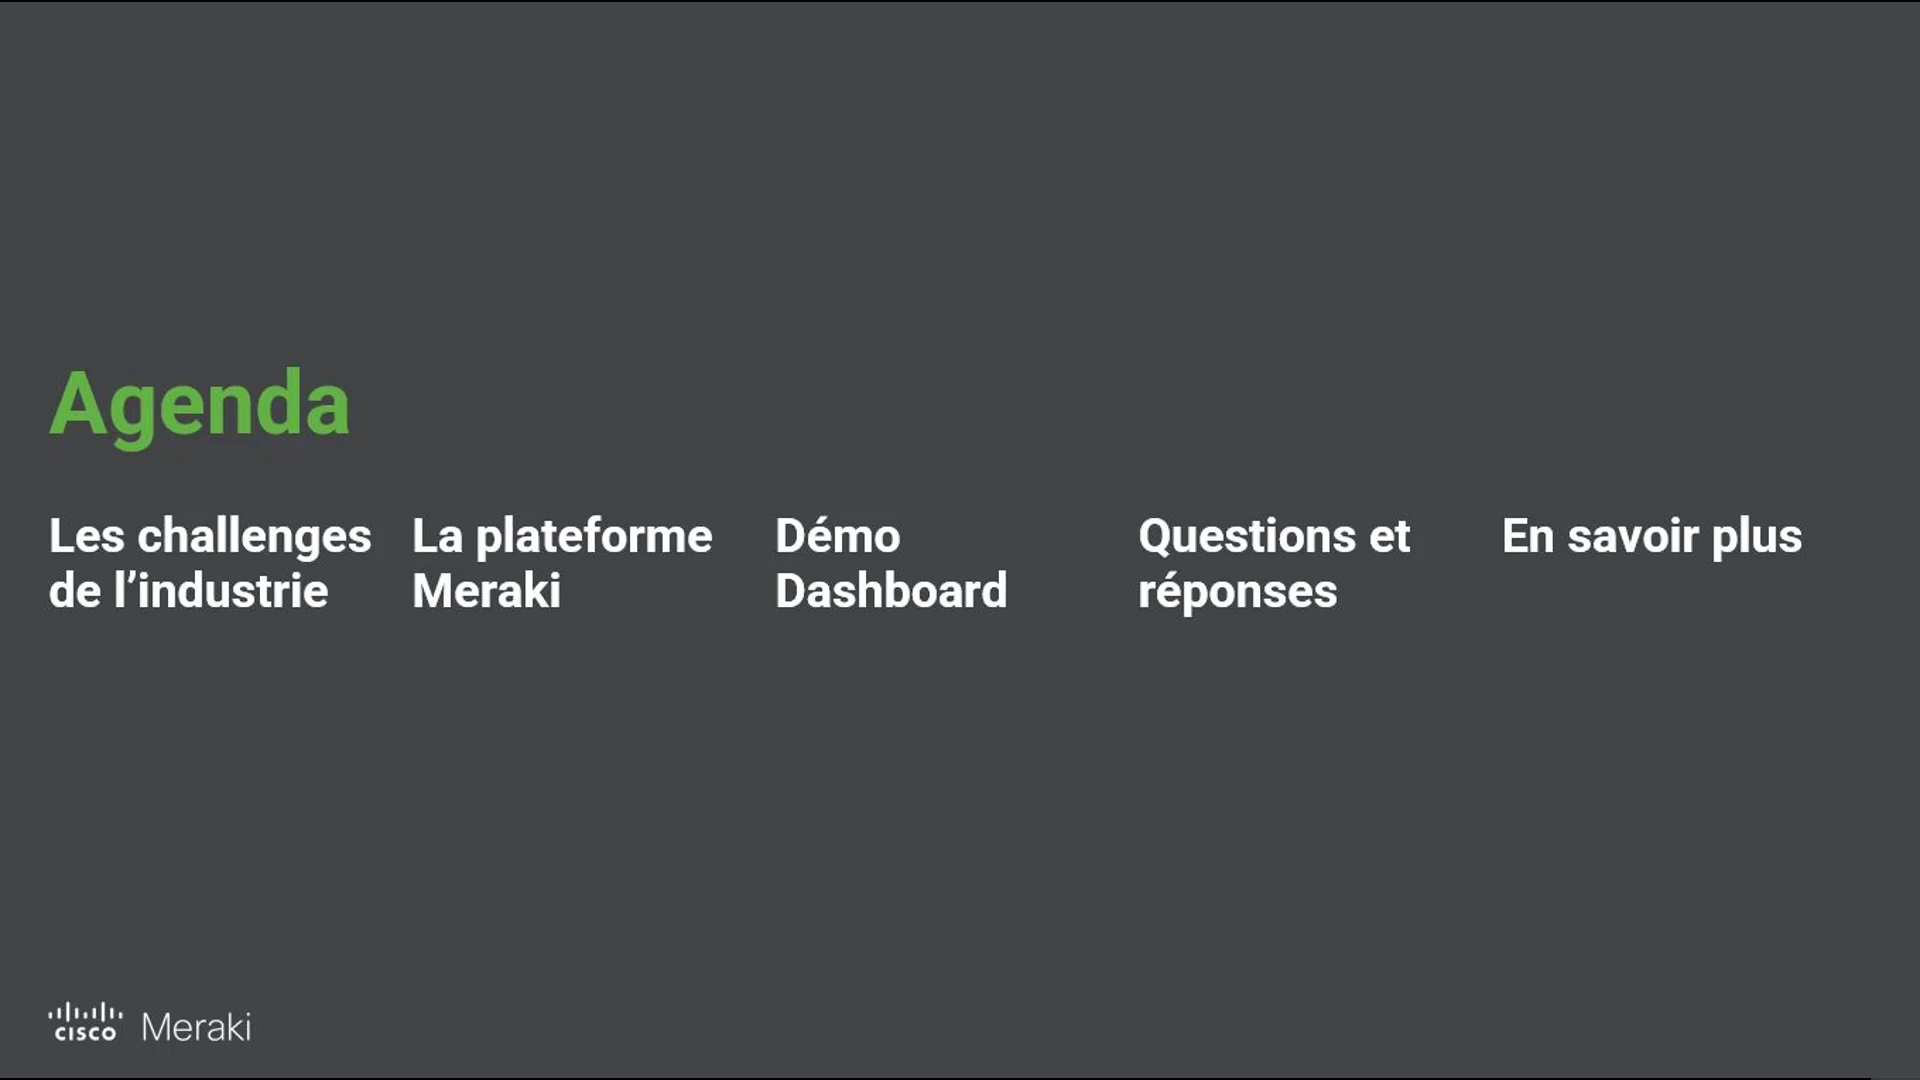 Agenda
Les challenges
de l’industrie
La plateforme
Meraki
Démo
Dashboard
Questions et
réponses
En savoir plus
CISCO Meraki